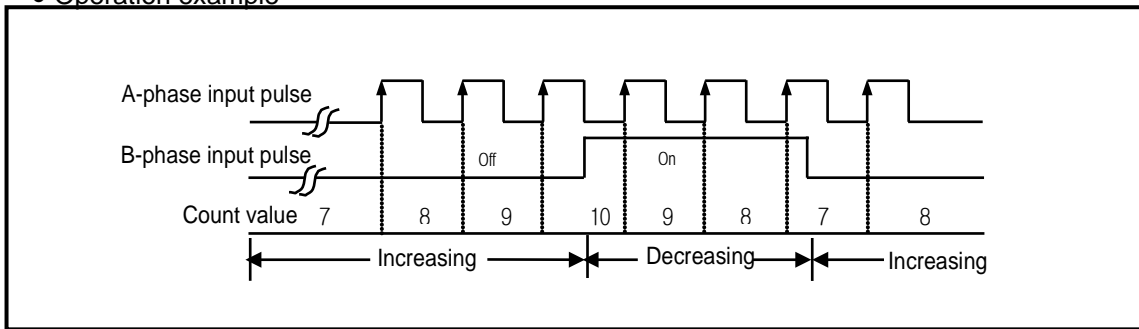 Operation example
A-phase input pulse
B-phase input pulse
Off
On
Count value 7 8 9 10 9 8 7 8
Increasing
Decreasing
Increasing